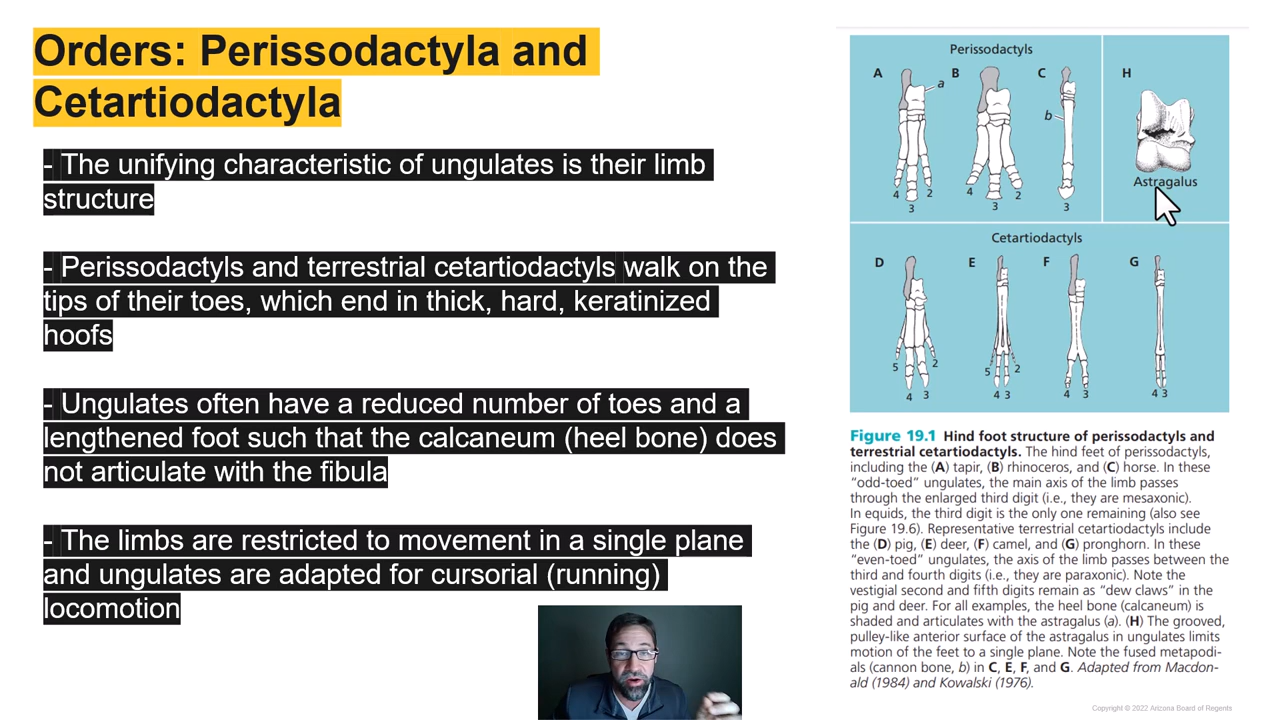 Orders: Perissodactyla and
Cetartiodactyla
- The unifying characteristic of ungulates is their limb
structure
- Perissodactyls and terrestrial cetartiodactyls walk on the
tips of their toes, which end in thick, hard, keratinized
hoofs
- Ungulates often have a reduced number of toes and a
lengthened foot such that the calcaneum (heel bone) does
not articulate with the fibula
- The limbs are restricted to movement in a single plane
and ungulates are adapted for cursorial (running)
locomotion
Perissodactyls
A B C H
a
b
4 3 2 4 3 2 3
Astragalus
Cetartiodactyls
D E F G
5 4 3 2 5 4 3 2 4 3 4 3
Figure 19.1 Hind foot structure of perissodactyls and
terrestrial cetartiodactyls. The hind feet of perissodactyls,
including the (A) tapir, (B) rhinoceros, and (C) horse. In these
“odd-toed” ungulates, the main axis of the limb passes
through the enlarged third digit (i.e., they are mesaxonic).
In equids, the third digit is the only one remaining (also see
Figure 19.6). Representative terrestrial cetartiodactyls include
the (D) pig, (E) deer, (F) camel, and (G) pronghorn. In these
“even-toed” ungulates, the axis of the limb passes between the
third and fourth digits (i.e., they are paraxonic). Note the
vestigial second and fifth digits remain as “dew claws” in the
pig and deer. For all examples, the heel bone (calcaneum) is
shaded and articulates with the astragalus (a). (H) The grooved,
pulley-like anterior surface of the astragalus in ungulates limits
motion of the feet to a single plane. Note the fused metapodi-
als (cannon bone, b) in C, E, F, and G. Adapted from Macdon-
ald (1984) and Kowalski (1976).
Copyright © 2022 Arizona Board of Regents